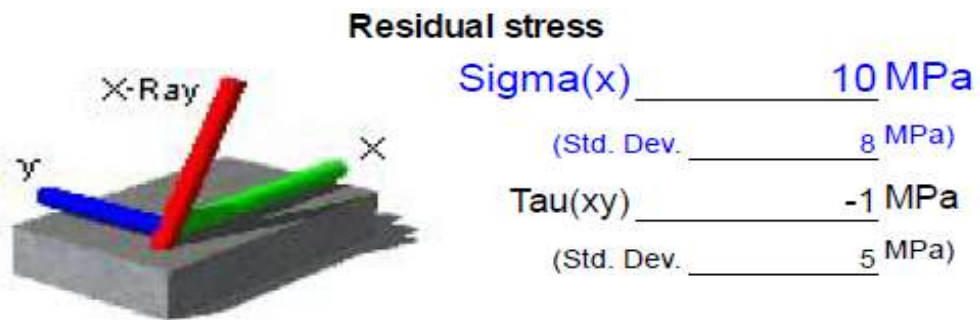 Residual stress
X-Ray
X
y
Sigma(x) 10 MPa
(Std. Dev. 8 MPa)
Tau(xy) -1 MPa
(Std. Dev. 5 MPa)